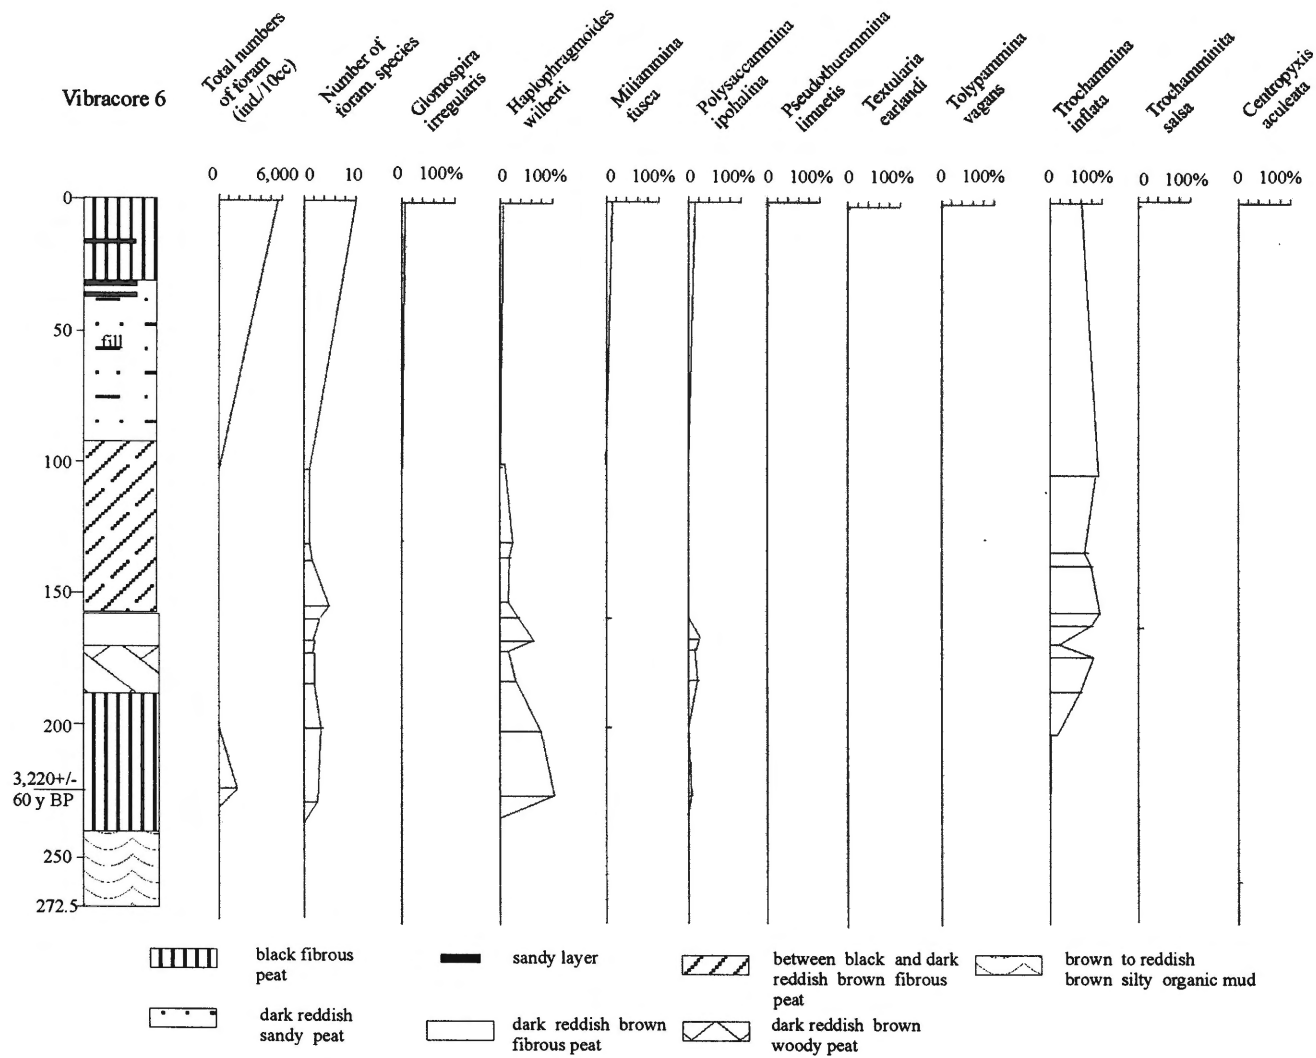 Vibracore 6
Total numbers
of foram
(ind./10cc)
Number of
foram. species
Glomospira
irregularis
Haplophragmoides
wilberti
Miliammina
fusca
Polysaccammina
ipohalina
Pseudothurammina
limnetis
Textularia
earlandi
Tolypammina
vagans
Trochammina
inflata
Trochamminita
salsa
Centropyxis
aculeata
0 6,000
0 10
0 100%
0 100%
0 100%
0 100%
0 100%
0 100%
0 100%
0 100%
0 100%
0 100%
0
50
fill
100
150
200
3,220+/-
60 y BP
250
272.5
black fibrous
peat
sandy layer
between black and dark
reddish brown fibrous
peat
brown to reddish
brown silty organic mud
dark reddish
sandy peat
dark reddish brown
fibrous peat
dark reddish brown
woody peat